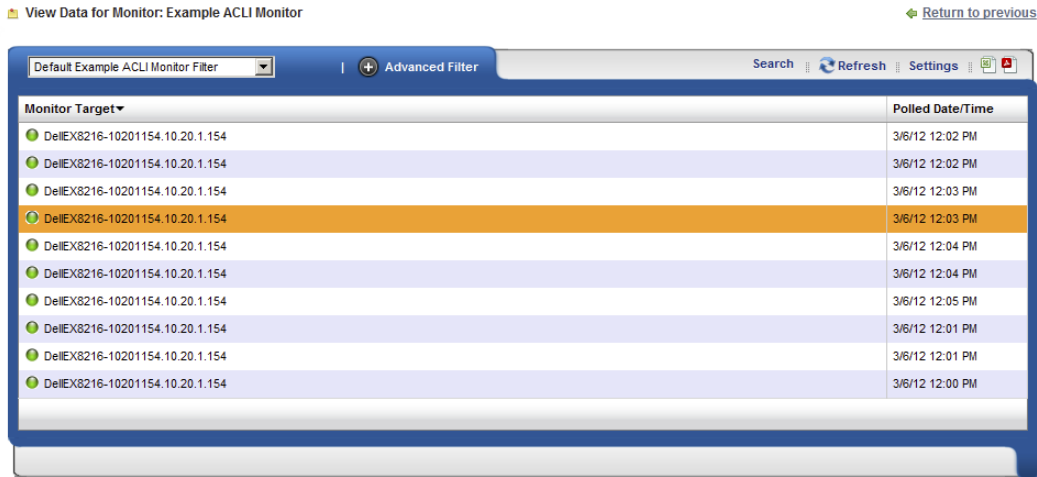 View Data for Monitor: Example ACLI Monitor Return to previous
Default Example ACLI Monitor Filter | Advanced Filter Search Refresh Settings
Monitor Target Polled Date/Time
DellEX8216-10201154.10.20.1.154 3/6/12 12:02 PM
DellEX8216-10201154.10.20.1.154 3/6/12 12:02 PM
DellEX8216-10201154.10.20.1.154 3/6/12 12:03 PM
DellEX8216-10201154.10.20.1.154 3/6/12 12:03 PM
DellEX8216-10201154.10.20.1.154 3/6/12 12:04 PM
DellEX8216-10201154.10.20.1.154 3/6/12 12:04 PM
DellEX8216-10201154.10.20.1.154 3/6/12 12:05 PM
DellEX8216-10201154.10.20.1.154 3/6/12 12:01 PM
DellEX8216-10201154.10.20.1.154 3/6/12 12:01 PM
DellEX8216-10201154.10.20.1.154 3/6/12 12:00 PM